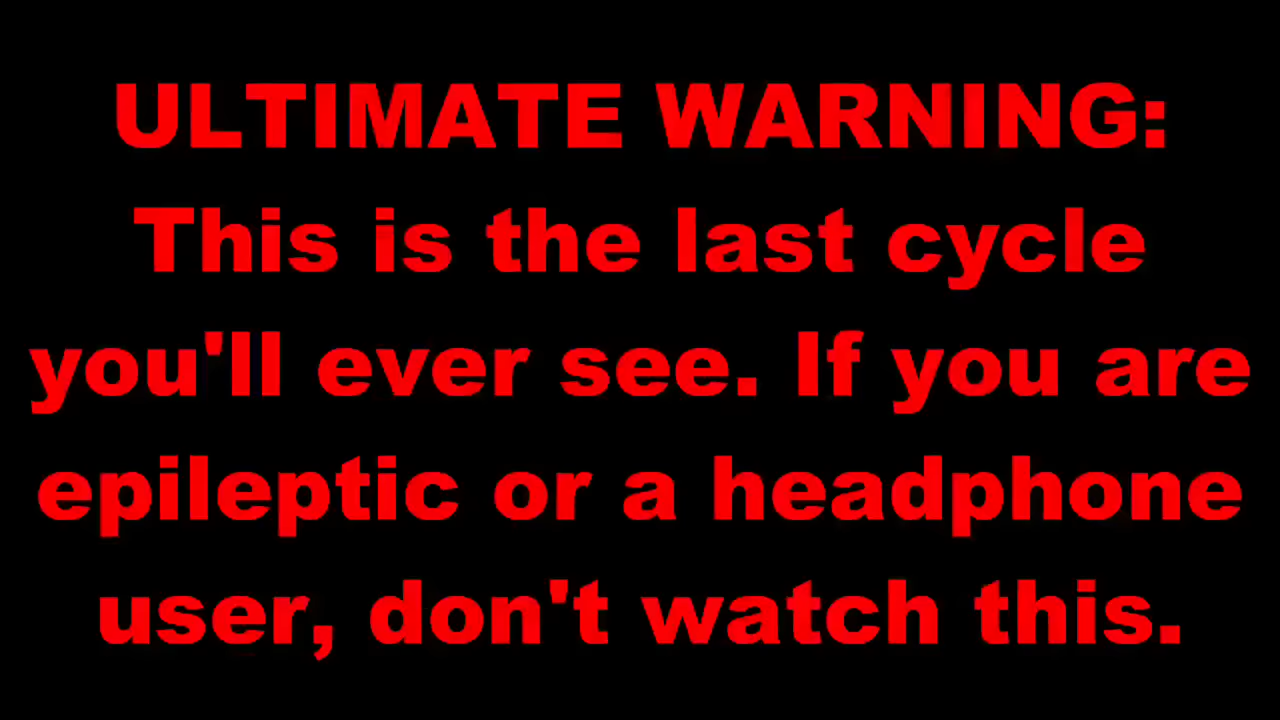 ULTIMATE WARNING:
This is the last cycle
you'll ever see. If you are
epileptic or a headphone
user, don't watch this.